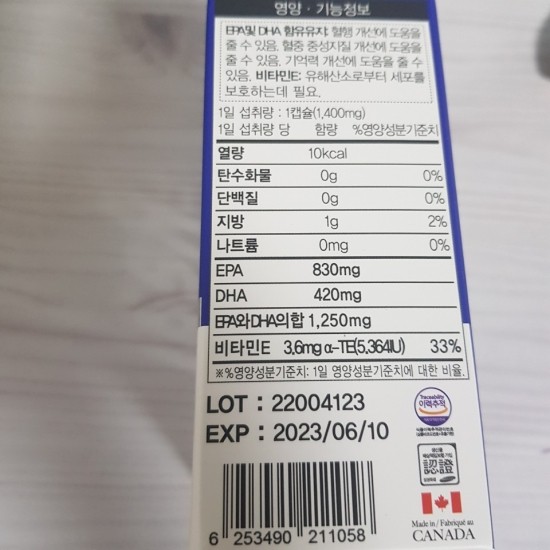 영양 · 기능정보
EPA및 DHA 함유유지: 혈행 개선에 도움을
줄 수 있음. 혈중 중성지질 개선에 도움을
줄 수 있음. 기억력 개선에 도움을 줄 수
있음. 비타민E: 유해산소로부터 세포를
보호하는데 필요.
1일 섭취량 : 1캡슐(1,400mg)
1일 섭취량 당 함량 %영양성분기준치
열량 10kcal
탄수화물 0g 0%
단백질 0g 0%
지방 1g 2%
나트륨 0mg 0%
EPA 830mg
DHA 420mg
EPA와DHA의합 1,250mg
비타민E 3.6mg α-TE(5.364IU) 33%
※%영양성분기준치: 1일 영양성분기준치에 대한 비율.
LOT : 22004123
EXP : 2023/06/10
Traceability
이력추적
認證
6 253490 211058
Made in / Fabriqué au
CANADA